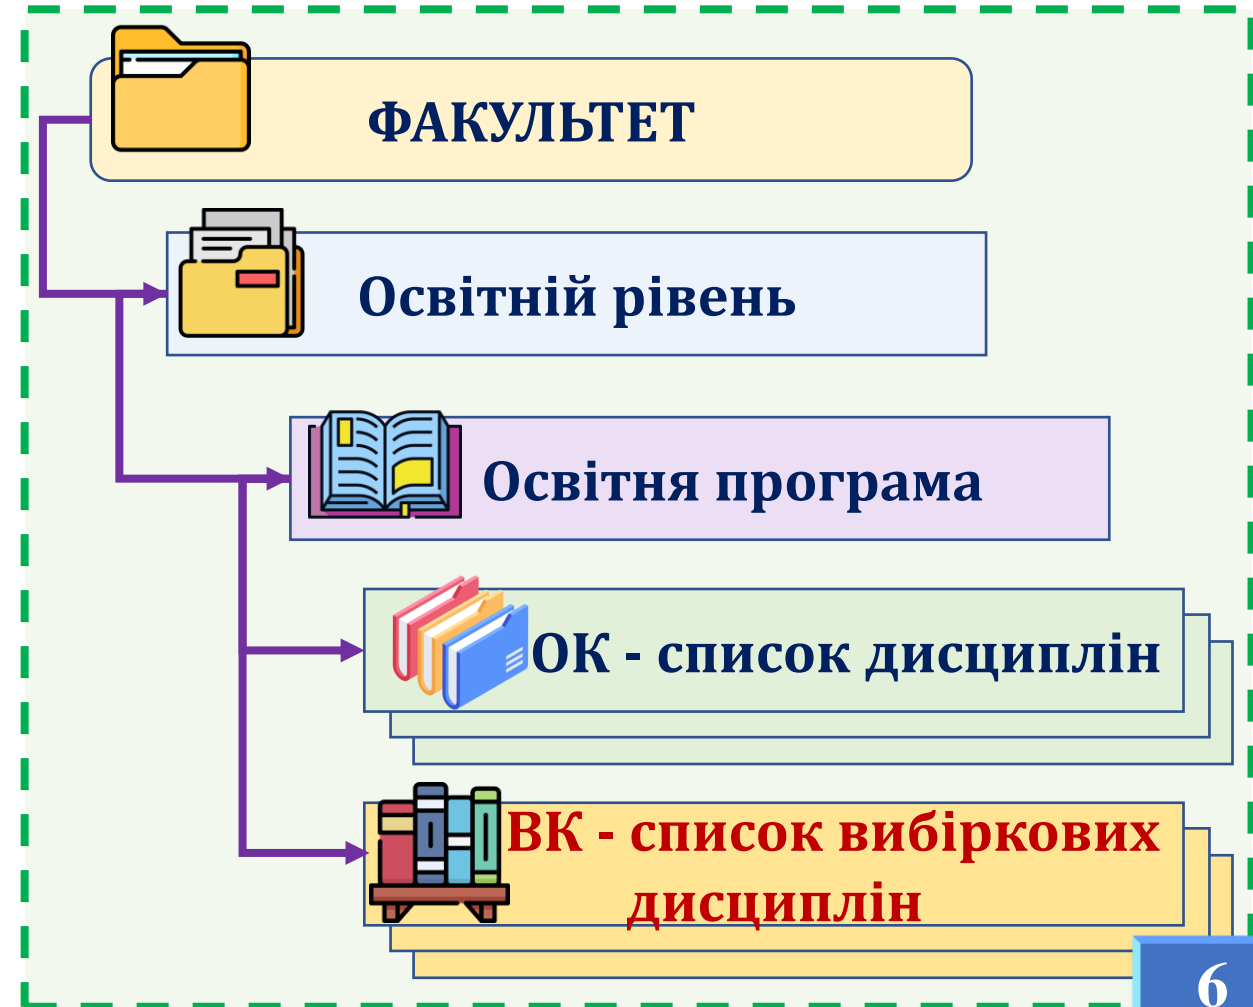 ФАКУЛЬТЕТ
Освітній рівень
Освітня програма
ОК - список дисциплін
ВК - список вибіркових
дисциплін
6